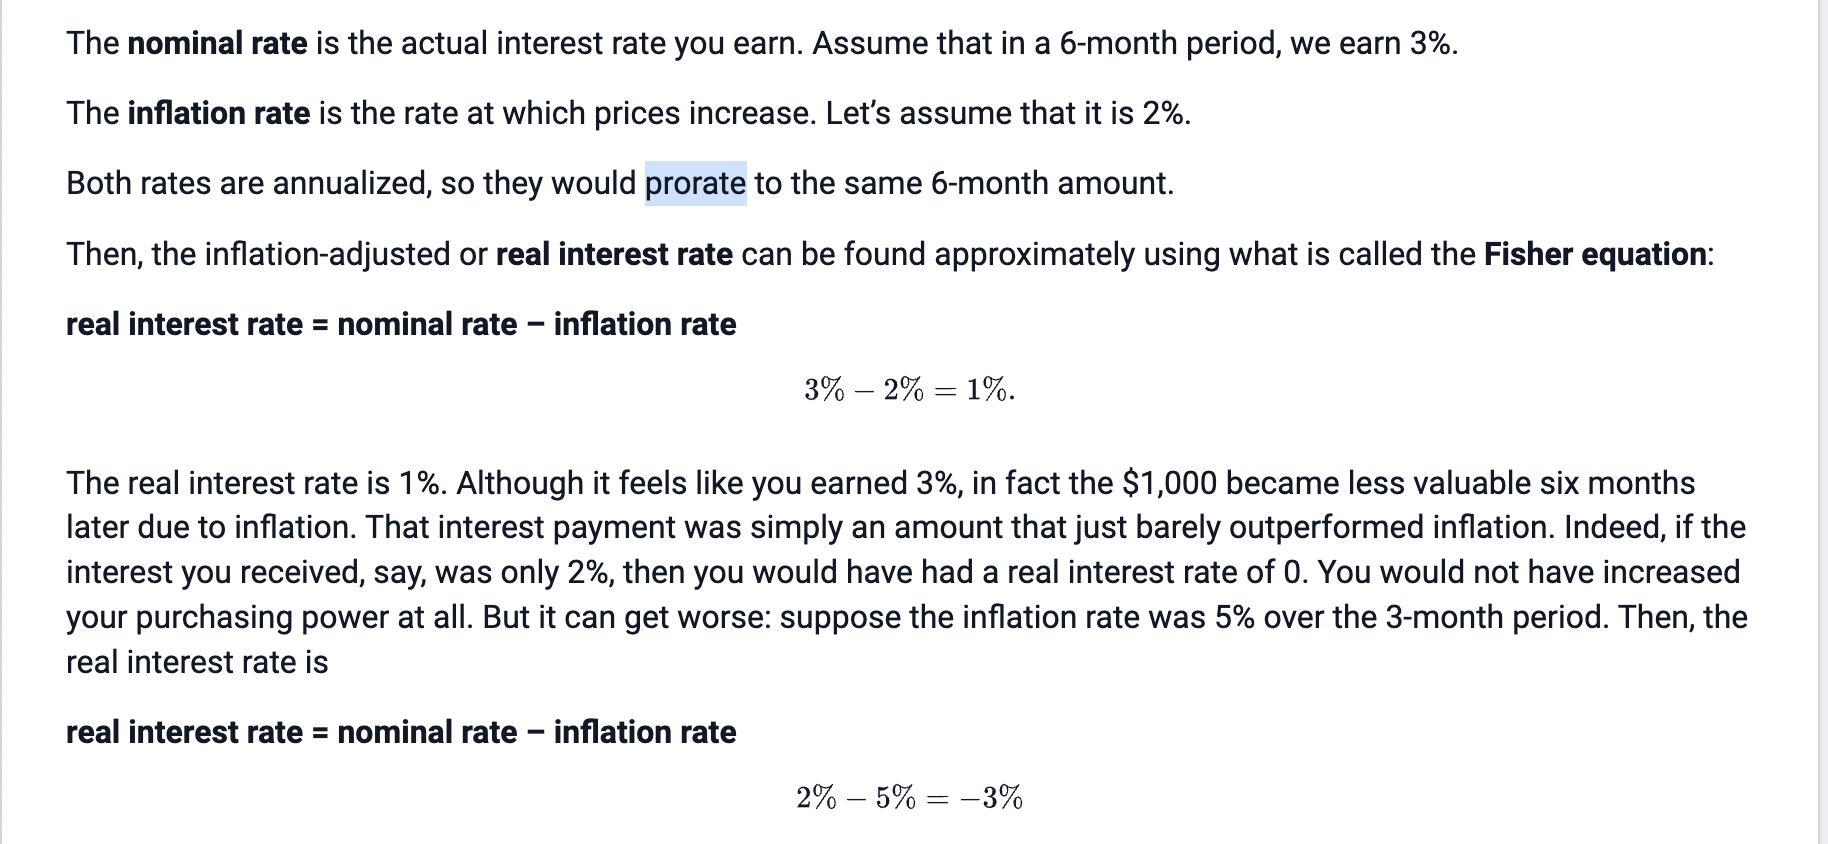 The nominal rate is the actual interest rate you earn. Assume that in a 6-month period, we earn 3%.
The inflation rate is the rate at which prices increase. Let’s assume that it is 2%.
Both rates are annualized, so they would prorate to the same 6-month amount.
Then, the inflation-adjusted or real interest rate can be found approximately using what is called the Fisher equation:
real interest rate = nominal rate – inflation rate
3% − 2% = 1%.
The real interest rate is 1%. Although it feels like you earned 3%, in fact the $1,000 became less valuable six months
later due to inflation. That interest payment was simply an amount that just barely outperformed inflation. Indeed, if the
interest you received, say, was only 2%, then you would have had a real interest rate of 0. You would not have increased
your purchasing power at all. But it can get worse: suppose the inflation rate was 5% over the 3-month period. Then, the
real interest rate is
real interest rate = nominal rate – inflation rate
2% − 5% = −3%